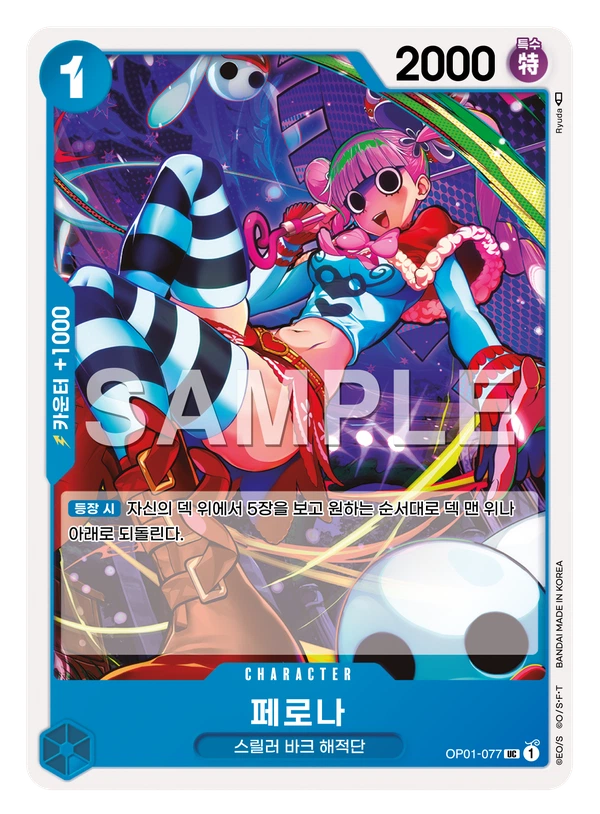 1
2000
특수
特
Ryuda
카운터 +1000
SAMPLE
등장 시 자신의 덱 위에서 5장을 보고 원하는 순서대로 덱 맨 위나
아래로 되돌린다.
CHARACTER
페로나
스릴러 바크 해적단
OP01-077 UC 1
©EO/S ©O/S·F·T BANDAI MADE IN KOREA